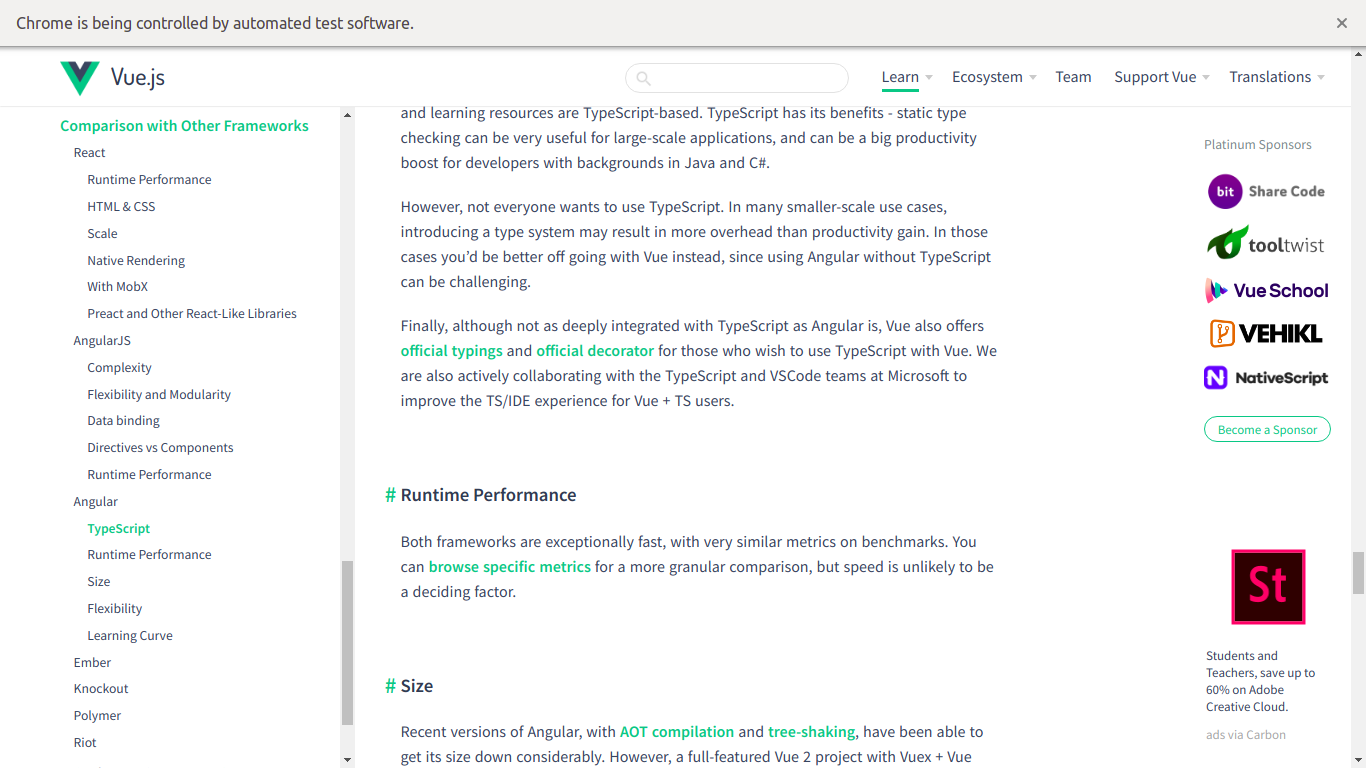 Chrome is being controlled by automated test software.
Vue.js
Learn
Ecosystem
Team
Support Vue
Translations
Comparison with Other Frameworks
React
Runtime Performance
HTML & CSS
Scale
Native Rendering
With MobX
Preact and Other React-Like Libraries
AngularJS
Complexity
Flexibility and Modularity
Data binding
Directives vs Components
Runtime Performance
Angular
TypeScript
Runtime Performance
Size
Flexibility
Learning Curve
Ember
Knockout
Polymer
Riot
and learning resources are TypeScript-based. TypeScript has its benefits - static type
checking can be very useful for large-scale applications, and can be a big productivity
boost for developers with backgrounds in Java and C#.
However, not everyone wants to use TypeScript. In many smaller-scale use cases,
introducing a type system may result in more overhead than productivity gain. In those
cases you’d be better off going with Vue instead, since using Angular without TypeScript
can be challenging.
Finally, although not as deeply integrated with TypeScript as Angular is, Vue also offers
official typings and official decorator for those who wish to use TypeScript with Vue. We
are also actively collaborating with the TypeScript and VSCode teams at Microsoft to
improve the TS/IDE experience for Vue + TS users.
# Runtime Performance
Both frameworks are exceptionally fast, with very similar metrics on benchmarks. You
can browse specific metrics for a more granular comparison, but speed is unlikely to be
a deciding factor.
# Size
Recent versions of Angular, with AOT compilation and tree-shaking, have been able to
get its size down considerably. However, a full-featured Vue 2 project with Vuex + Vue
Platinum Sponsors
bit Share Code
tooltwist
Vue School
VEHIKL
N NativeScript
Become a Sponsor
St
Students and
Teachers, save up to
60% on Adobe
Creative Cloud.
ads via Carbon